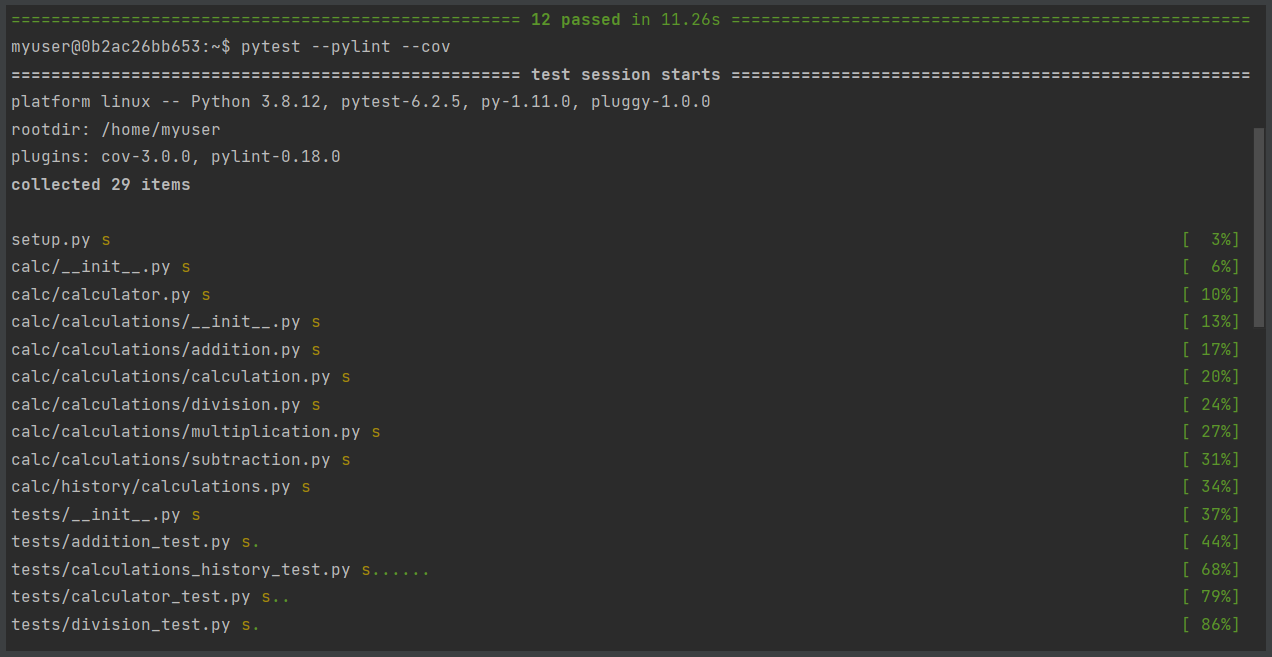 =================================================== 12 passed in 11.26s ====================================================
myuser@0b2ac26bb653:~$ pytest --pylint --cov
=================================================== test session starts ====================================================
platform linux -- Python 3.8.12, pytest-6.2.5, py-1.11.0, pluggy-1.0.0
rootdir: /home/myuser
plugins: cov-3.0.0, pylint-0.18.0
collected 29 items
setup.py s [  3%]
calc/__init__.py s [  6%]
calc/calculator.py s [ 10%]
calc/calculations/__init__.py s [ 13%]
calc/calculations/addition.py s [ 17%]
calc/calculations/calculation.py s [ 20%]
calc/calculations/division.py s [ 24%]
calc/calculations/multiplication.py s [ 27%]
calc/calculations/subtraction.py s [ 31%]
calc/history/calculations.py s [ 34%]
tests/__init__.py s [ 37%]
tests/addition_test.py s. [ 44%]
tests/calculations_history_test.py s...... [ 68%]
tests/calculator_test.py s.. [ 79%]
tests/division_test.py s. [ 86%]